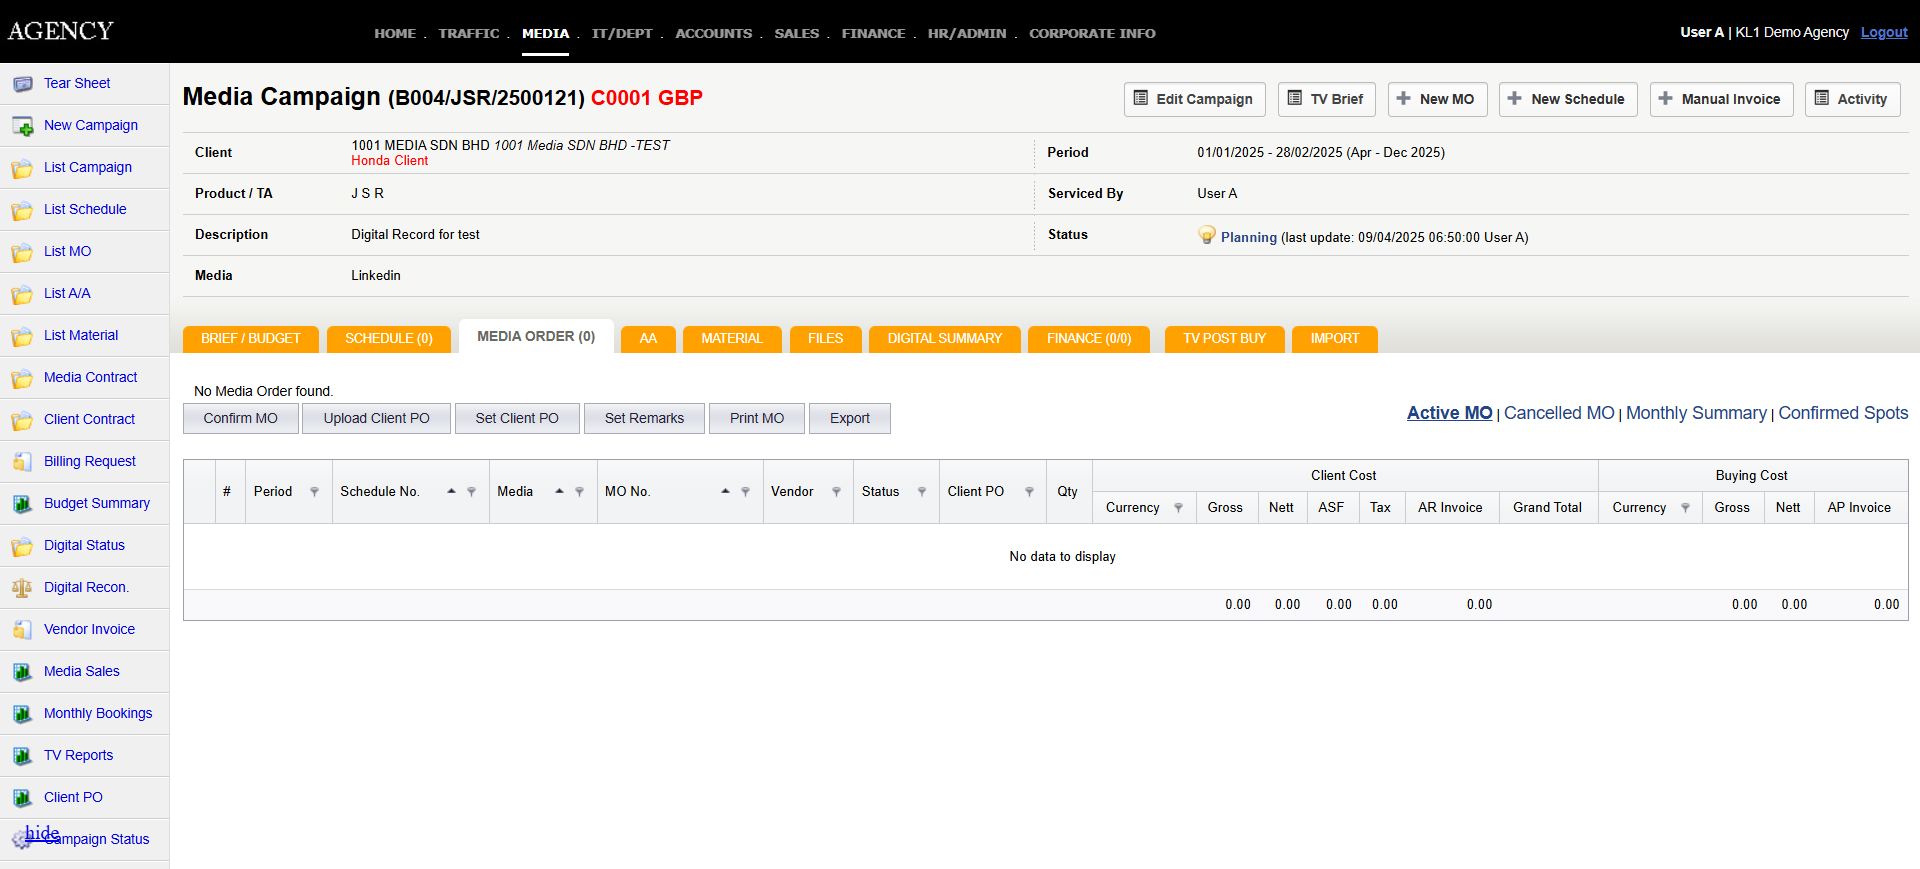 AGENCY
HOME . TRAFFIC . MEDIA . IT/DEPT . ACCOUNTS . SALES . FINANCE . HR/ADMIN . CORPORATE INFO
User A | KL1 Demo Agency Logout
Tear Sheet
New Campaign
List Campaign
List Schedule
List MO
List A/A
List Material
Media Contract
Client Contract
Billing Request
Budget Summary
Digital Status
Digital Recon.
Vendor Invoice
Media Sales
Monthly Bookings
TV Reports
Client PO
hide
Campaign Status
Media Campaign (B004/JSR/2500121) C0001 GBP
Edit Campaign
TV Brief
New MO
New Schedule
Manual Invoice
Activity
Client 1001 MEDIA SDN BHD 1001 Media SDN BHD -TEST
Honda Client
Period 01/01/2025 - 28/02/2025 (Apr - Dec 2025)
Product / TA J S R
Serviced By User A
Description Digital Record for test
Status Planning (last update: 09/04/2025 06:50:00 User A)
Media Linkedin
BRIEF / BUDGET SCHEDULE (0) MEDIA ORDER (0) AA MATERIAL FILES DIGITAL SUMMARY FINANCE (0/0) TV POST BUY IMPORT
No Media Order found.
Confirm MO Upload Client PO Set Client PO Set Remarks Print MO Export
Active MO | Cancelled MO | Monthly Summary | Confirmed Spots
Client Cost Buying Cost
# Period Schedule No. Media MO No. Vendor Status Client PO Qty
Currency Gross Nett ASF Tax AR Invoice Grand Total Currency Gross Nett AP Invoice
No data to display
0.00 0.00 0.00 0.00 0.00 0.00 0.00 0.00